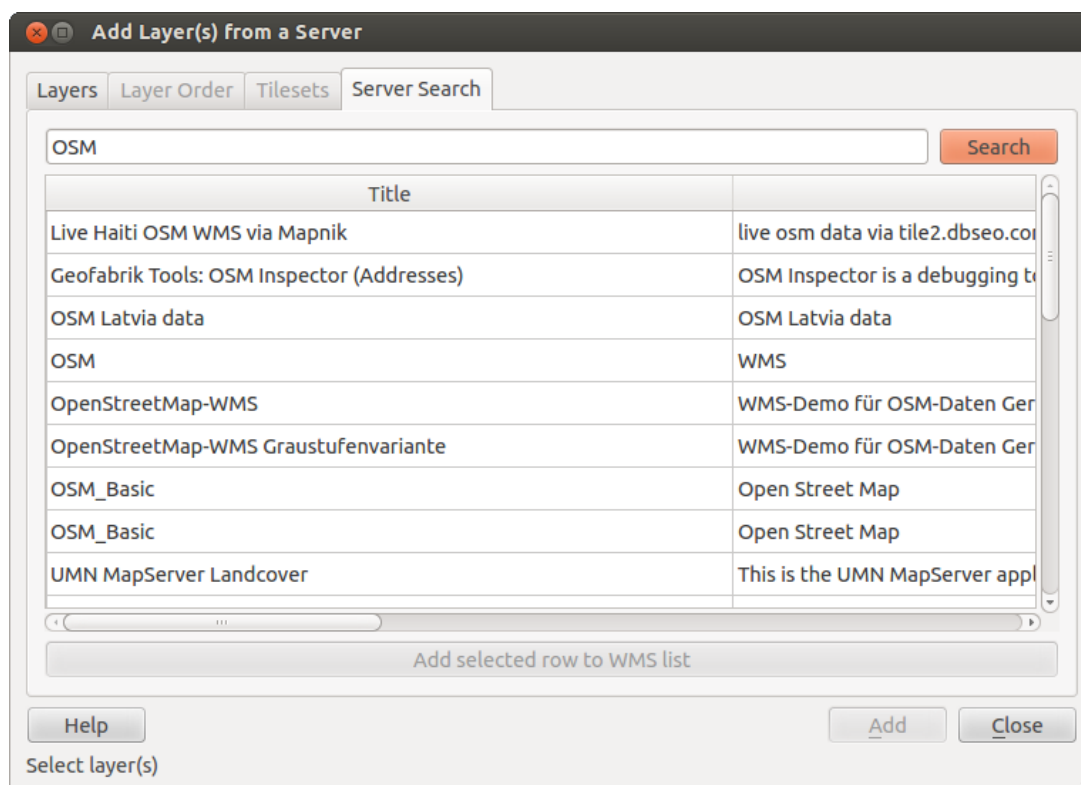 Add Layer(s) from a Server
Layers Layer Order Tilesets Server Search
OSM Search
Title
Live Haiti OSM WMS via Mapnik live osm data via
Geofabrik Tools: OSM Inspector (Addresses) OSM Inspector is a debugging
OSM Latvia data OSM Latvia data
OSM WMS
OpenStreetMap-WMS WMS-Demo für OSM-Daten Ger
OpenStreetMap-WMS Graustufenvariante WMS-Demo für OSM-Daten Ger
OSM_Basic Open Street Map
OSM_Basic Open Street Map
UMN MapServer Landcover This is the UMN MapServer appl
Add selected row to WMS list
Help Add Close
Select layer(s)